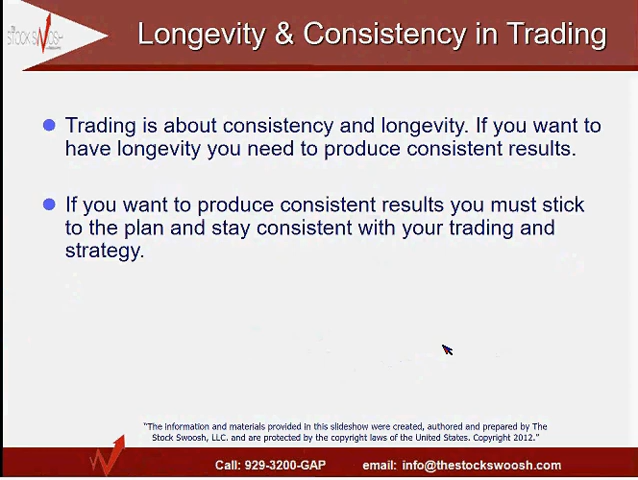 Longevity & Consistency in Trading
Trading is about consistency and longevity. If you want to
have longevity you need to produce consistent results.
If you want to produce consistent results you must stick
to the plan and stay consistent with your trading and
strategy.
"The information and materials provided in this slideshow were created, authored and prepared by The
Stock Swoosh, LLC. and are protected by the copyright laws of the United States. Copyright 2012."
Call: 929-3200-GAP email: info@thestockswoosh.com